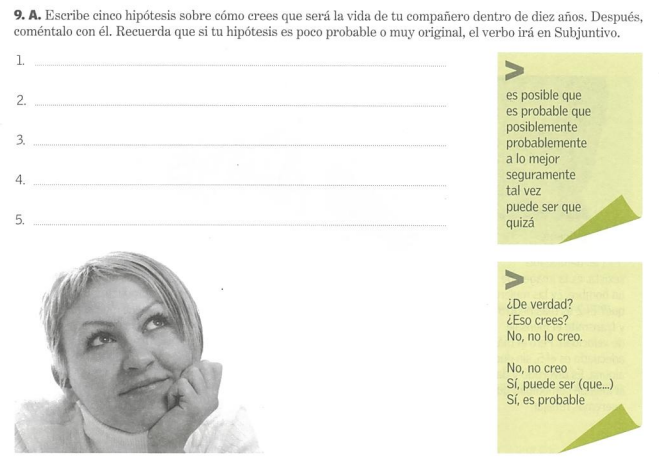 9. A. Escribe cinco hipótesis sobre cómo crees que será la vida de tu compañero dentro de diez años. Después,
coméntalo con él. Recuerda que si tu hipótesis es poco probable o muy original, el verbo irá en Subjuntivo.
1.
2.
3.
4.
5.
>
es posible que
es probable que
posiblemente
probablemente
a lo mejor
seguramente
tal vez
puede ser que
quizá
>
¿De verdad?
¿Eso crees?
No, no lo creo.
No, no creo
Sí, puede ser (que...)
Sí, es probable